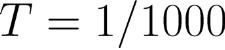 T = 1/1000